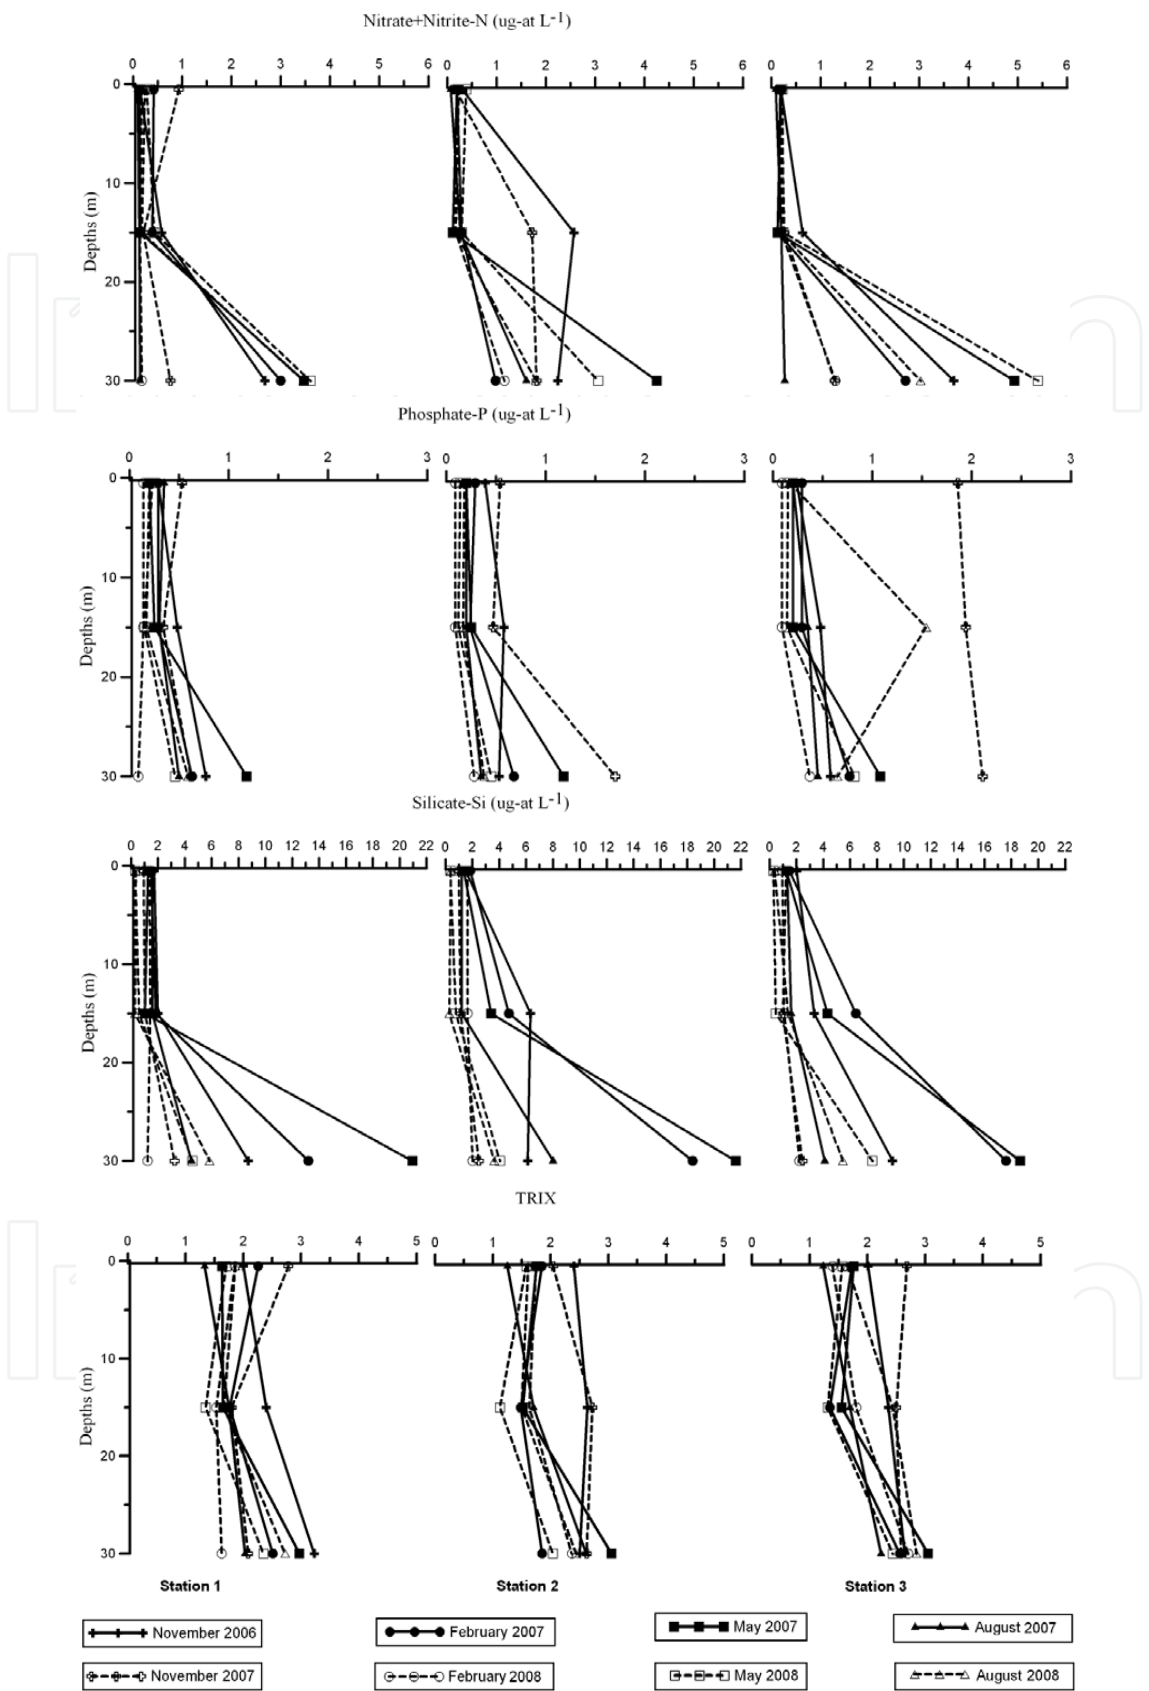 Nitrate+Nitrite-N (ug-at L-1)
0 1 2 3 4 5 6 0 1 2 3 4 5 6 0 1 2 3 4 5 6
0
10
20
30
Depths (m)
Phosphate-P (ug-at L-1)
0 1 2 3 0 1 2 3 0 1 2 3
0
10
20
30
Depths (m)
Silicate-Si (ug-at L-1)
0 2 4 6 8 10 12 14 16 18 20 22 0 2 4 6 8 10 12 14 16 18 20 22 0 2 4 6 8 10 12 14 16 18 20 22
0
10
20
30
Depths (m)
TRIX
0 1 2 3 4 5 0 1 2 3 4 5 0 1 2 3 4 5
0
10
20
30
Depths (m)
Station 1 Station 2 Station 3
November 2006 February 2007 May 2007 August 2007
November 2007 February 2008 May 2008 August 2008